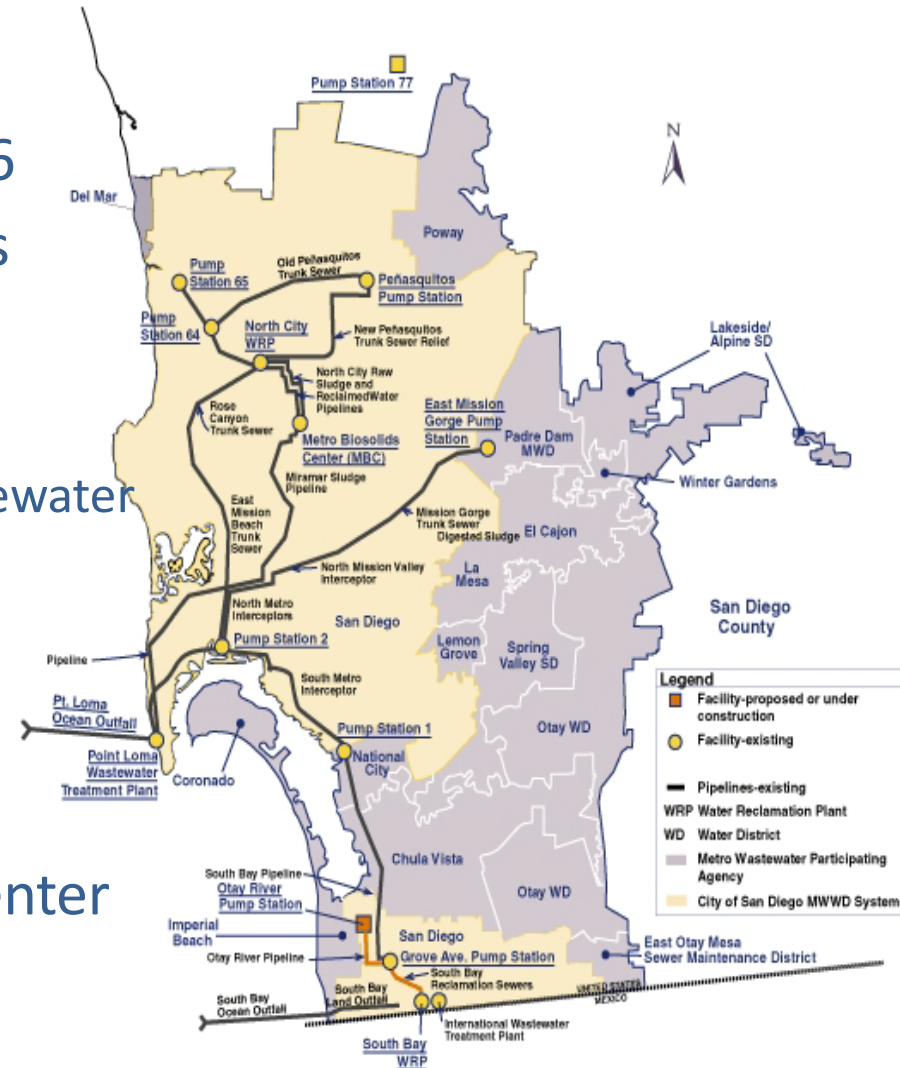 Pump Station 77
N
6
s
Del Mar
Poway
Old Peñasquitos
Trunk Sewer
Pump
Station 65
Peñasquitos
Pump Station
Pump
Station 64
North City
WRP
New Peñasquitos
Trunk Sewer Relief
Lakeside/
Alpine SD
North City Raw
Sludge and
ReclaimedWater
Pipelines
Rose
Canyon
Trunk Sewer
East Mission
Gorge Pump
Station
Padre Dam
MWD
Metro Biosolids
Center (MBC)
Miramar Sludge
Pipeline
Winter Gardens
ewater
East
Mission
Beach
Trunk
Sewer
Mission Gorge
Trunk Sewer
Digested Sludge
El Cajon
North Mission Valley
Interceptor
La
Mesa
North Metro
Interceptors
San Diego
San Diego
County
Pump Station 2
Lemon
Grove
Spring
Valley SD
Pipeline
South Metro
Interceptor
Pt. Loma
Ocean Outfall
Pump Station 1
Otay WD
Point Loma
Wastewater
Treatment Plant
Coronado
National
City
Legend
Facility-proposed or under
construction
Facility-existing
Pipelines-existing
WRP Water Reclamation Plant
WD Water District
Metro Wastewater Participating
Agency
City of San Diego MWWD System
Chula Vista
South Bay Pipeline
Otay River
Pump Station
enter
Otay WD
Imperial
Beach
San Diego
East Otay Mesa
Sewer Maintenance District
Otay River Pipeline
Grove Ave. Pump Station
South Bay
Reclamation Sewers
South Bay
Land Outfall
UNITED STATES
MEXICO
South Bay
Ocean Outfall
International Wastewater
Treatment Plant
South Bay
WRP